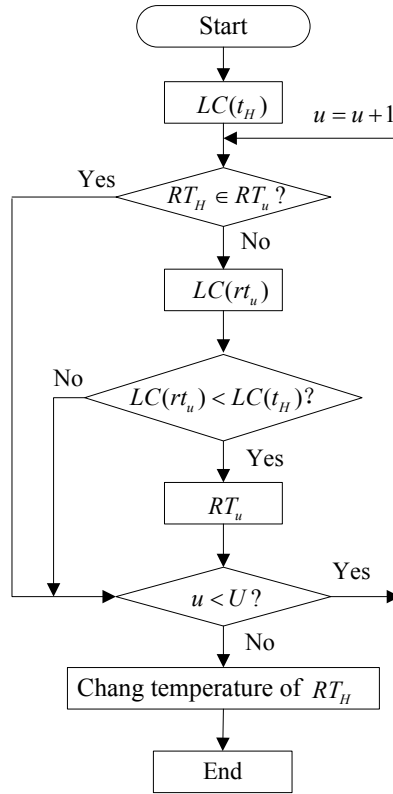 Start
LC(t_H)
u = u+1
Yes
RT_H ∈ RT_u ?
No
LC(rt_u)
No
LC(rt_u) < LC(t_H)?
Yes
RT_u
u < U ?
Yes
No
Chang temperature of RT_H
End